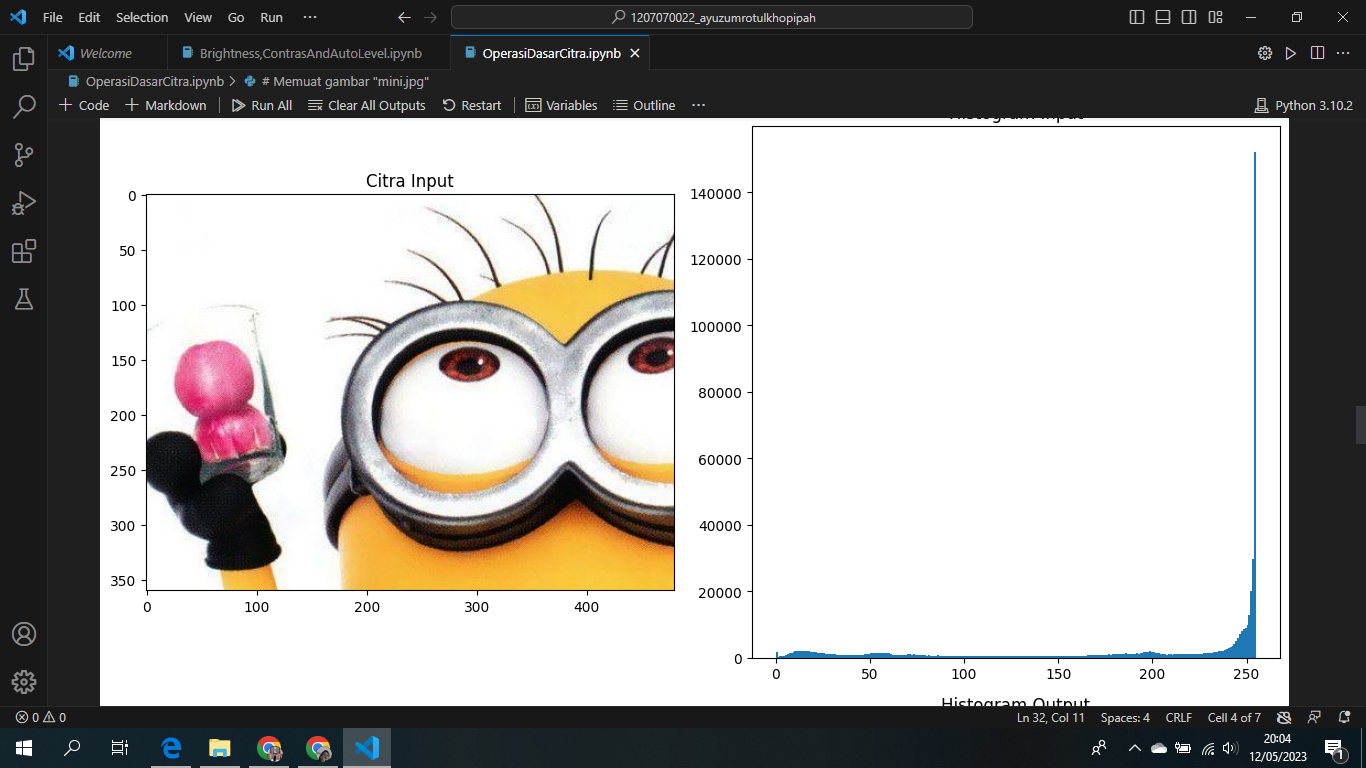 File Edit Selection View Go Run ···
1207070022_ayuzumrotulkhopipah
Welcome
Brightness,ContrasAndAutoLevel.ipynb
OperasiDasarCitra.ipynb
OperasiDasarCitra.ipynb > # Memuat gambar "mini.jpg"
+ Code + Markdown Run All Clear All Outputs Restart Variables Outline ···
Python 3.10.2
Citra Input
0
50
100
150
200
250
300
350
0 100 200 300 400
Histogram Input
140000
120000
100000
80000
60000
40000
20000
0
0 50 100 150 200 250
Histogram Output
0 0
Ln 32, Col 11 Spaces: 4 CRLF Cell 4 of 7
20:04
12/05/2023
1